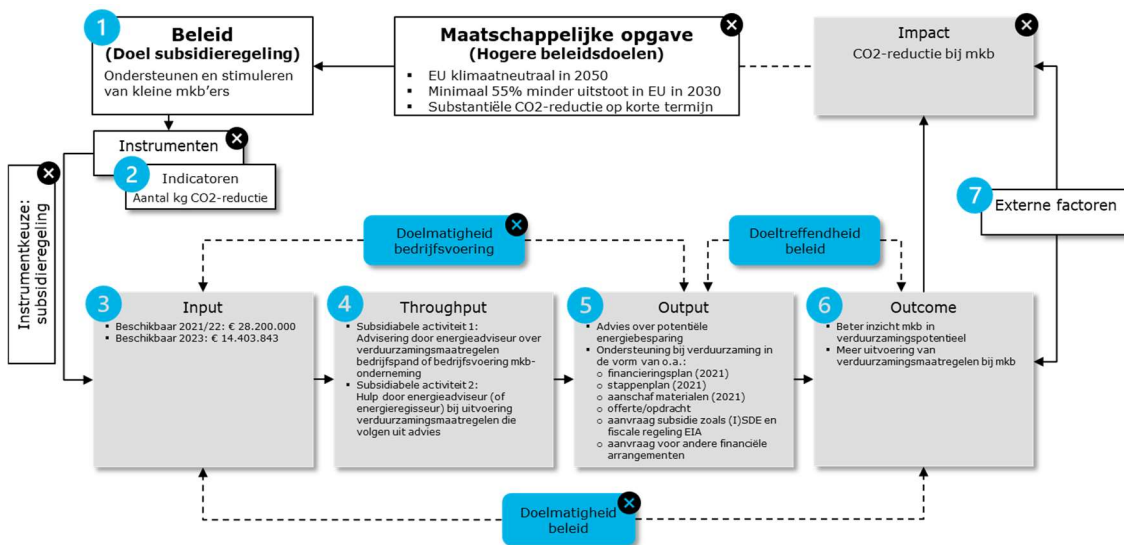 1
Beleid
(Doel subsidieregeling)
Ondersteunen en stimuleren
van kleine mkb'ers
Maatschappelijke opgave
(Hogere beleidsdoelen)
▪ EU klimaatneutraal in 2050
▪ Minimaal 55% minder uitstoot in EU in 2030
▪ Substantiële CO2-reductie op korte termijn
Impact
CO2-reductie bij mkb
Instrumenten
2
Indicatoren
Aantal kg CO2-reductie
Instrumentkeuze:
subsidieregeling
7
Externe factoren
Doelmatigheid
bedrijfsvoering
Doeltreffendheid
beleid
3
Input
▪ Beschikbaar 2021/22: € 28.200.000
▪ Beschikbaar 2023: € 14.403.843
4
Throughput
▪ Subsidiabele activiteit 1:
Advisering door energieadviseur over
verduurzamingsmaatregelen
bedrijfspand of bedrijfsvoering mkb-
onderneming
▪ Subsidiabele activiteit 2:
Hulp door energieadviseur (of
energieregisseur) bij uitvoering
verduurzamingsmaatregelen die
volgen uit advies
5
Output
▪ Advies over potentiële
energiebesparing
▪ Ondersteuning bij verduurzaming in
de vorm van o.a.:
o financieringsplan (2021)
o stappenplan (2021)
o aanschaf materialen (2021)
o offerte/opdracht
o aanvraag subsidie zoals (I)SDE en
fiscale regeling EIA
o aanvraag voor andere financiële
arrangementen
6
Outcome
▪ Beter inzicht mkb in
verduurzamingspotentieel
▪ Meer uitvoering van
verduurzamingsmaatregelen bij mkb
Doelmatigheid
beleid